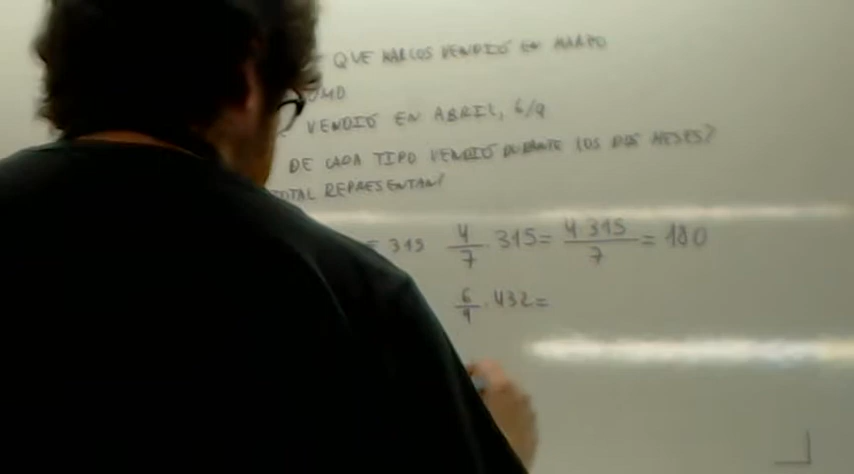 QUE MARCOS VENDIÓ EN MARZO
VENDIÓ EN ABRIL, 6/9
DE CADA TIPO VENDIÓ DURANTE LOS DOS MESES?
TOTAL REPRESENTAN?
= 315 4/7 · 315 = 4 315/7 = 180
6/9 · 432 =